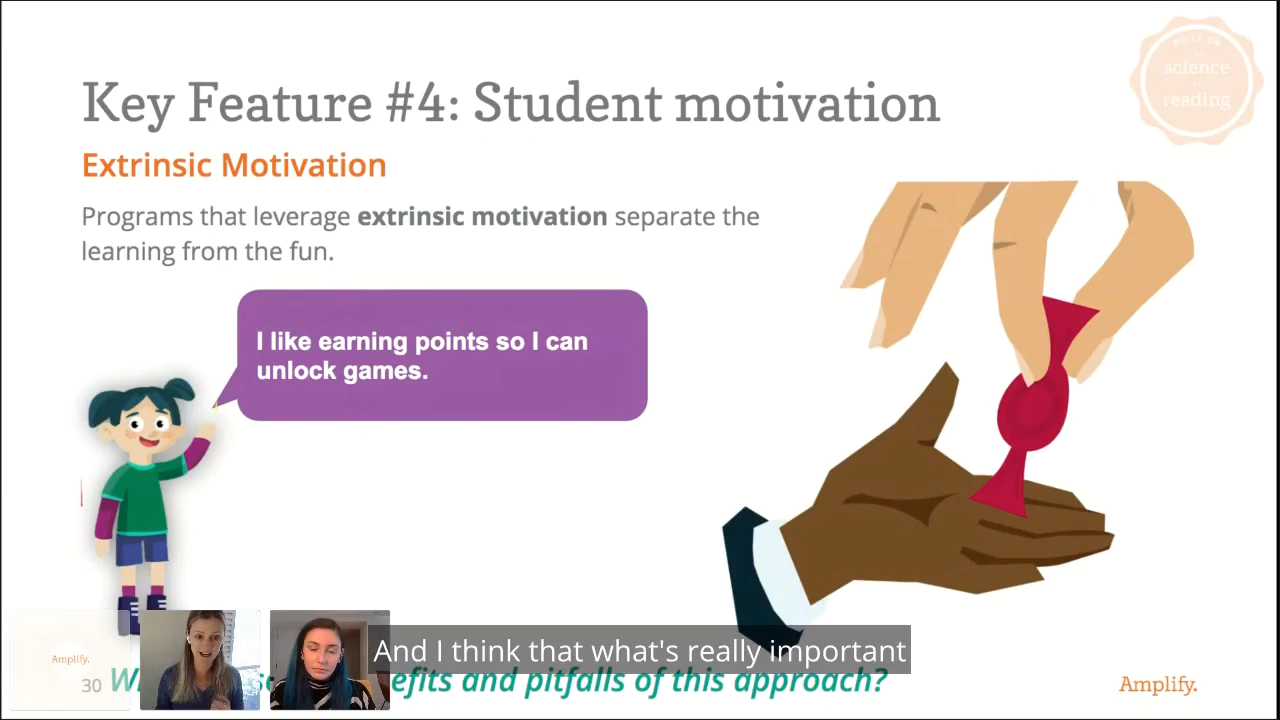 BUILT ON
science
reading
Key Feature #4: Student motivation
Extrinsic Motivation
Programs that leverage extrinsic motivation separate the
learning from the fun.
I like earning points so I can
unlock games.
And I think that what's really important
Amplify.
30
and pitfalls of this approach?
Amplify.